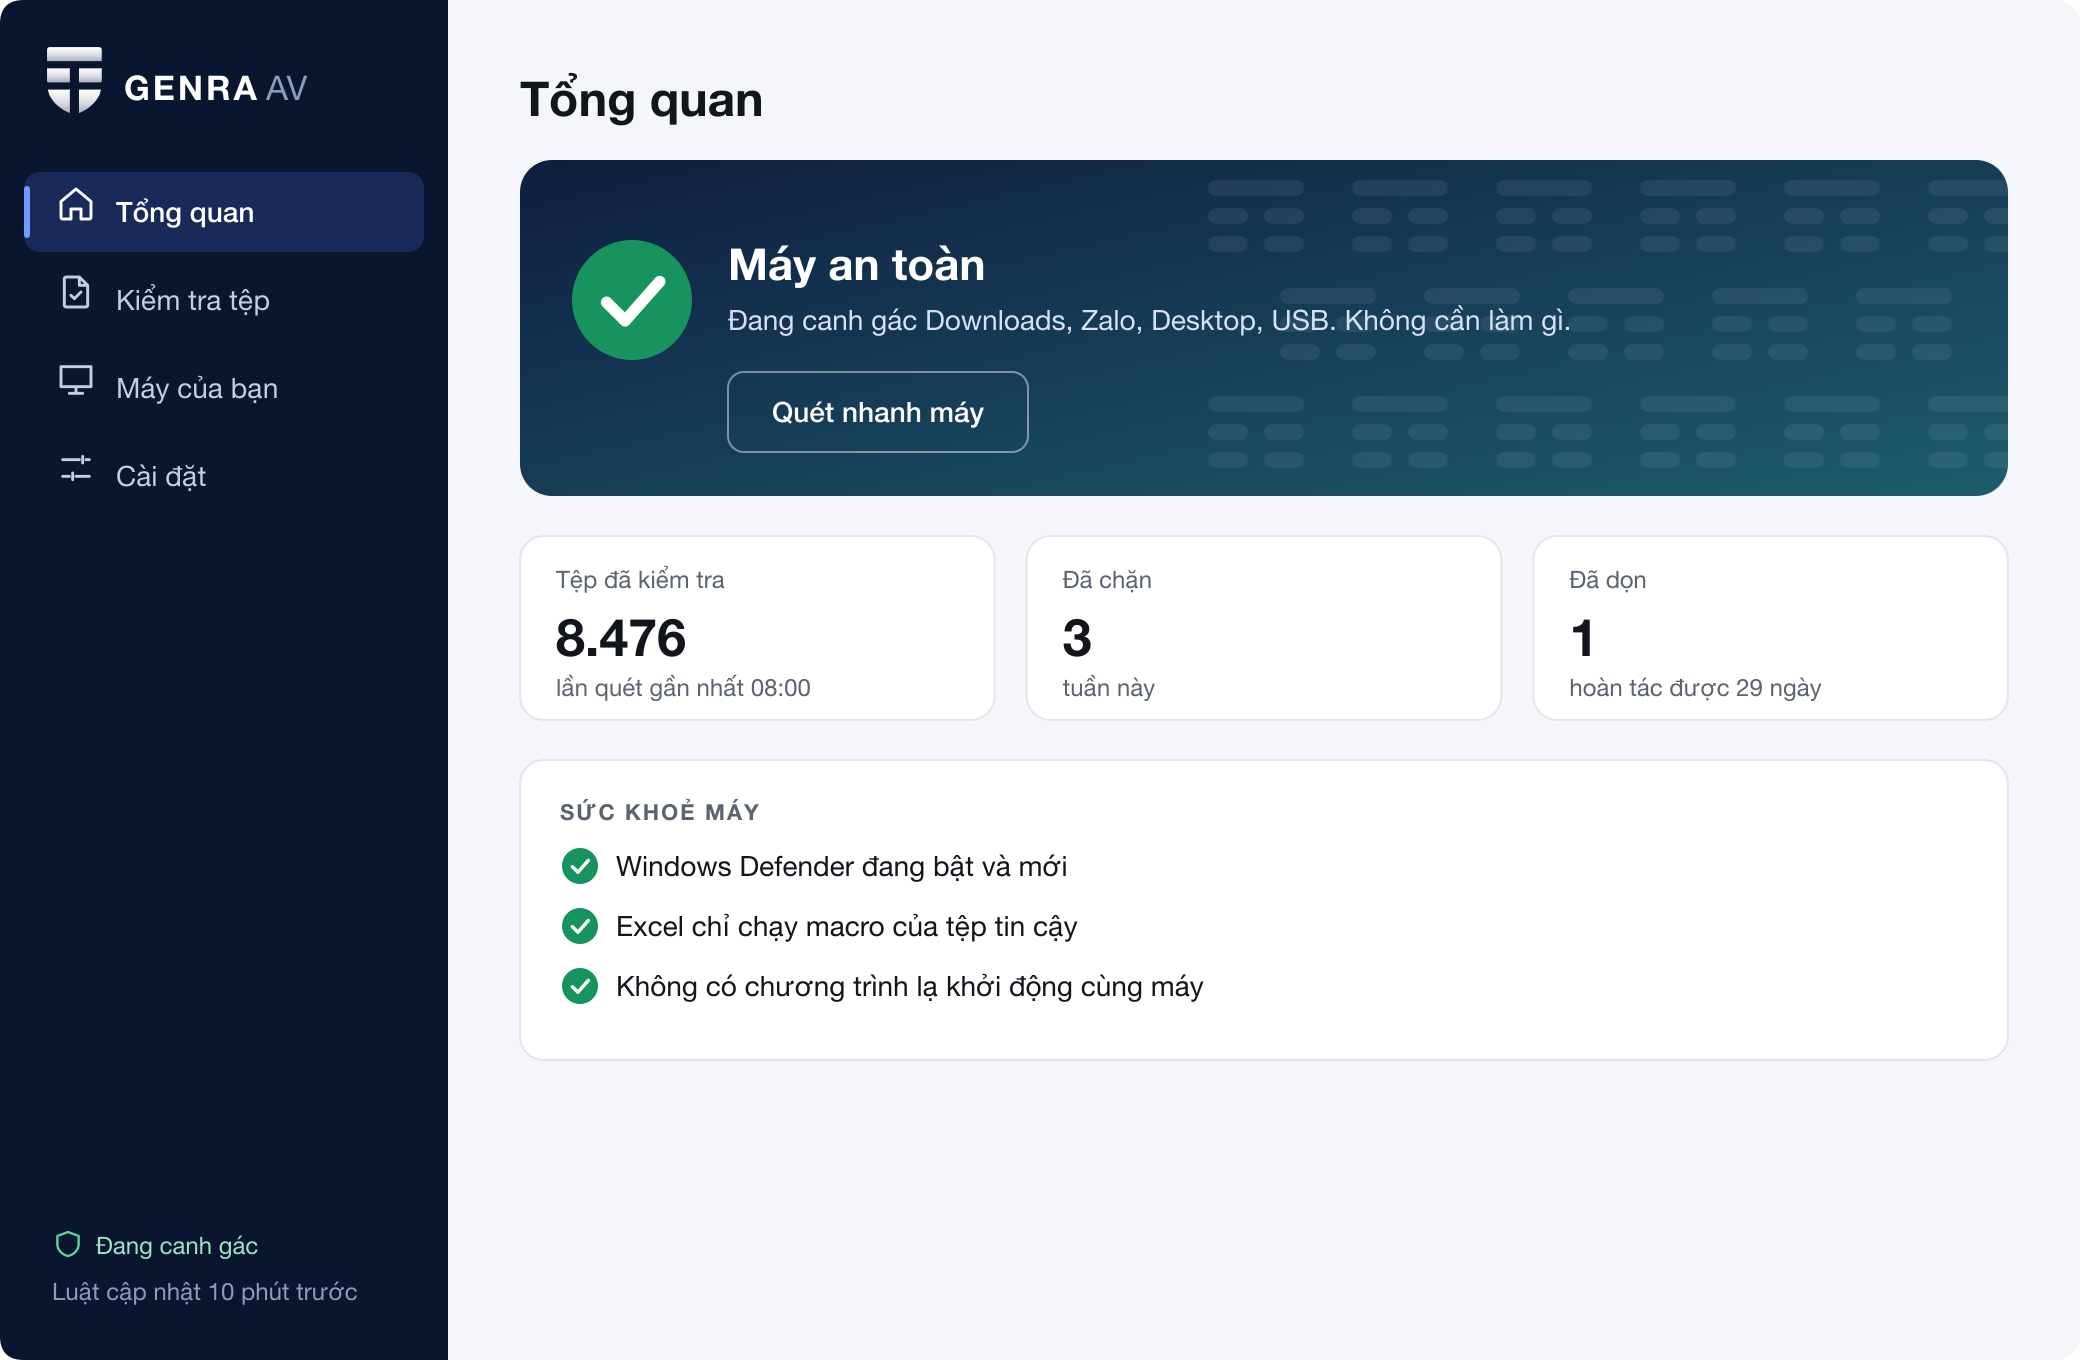 GENRA AV
Tổng quan
Kiểm tra tệp
Máy của bạn
Cài đặt
Đang canh gác
Luật cập nhật 10 phút trước
Tổng quan
Máy an toàn
Đang canh gác Downloads, Zalo, Desktop, USB. Không cần làm gì.
Quét nhanh máy
Tệp đã kiểm tra
8.476
lần quét gần nhất 08:00
Đã chặn
3
tuần này
Đã dọn
1
hoàn tác được 29 ngày
SỨC KHOẺ MÁY
Windows Defender đang bật và mới
Excel chỉ chạy macro của tệp tin cậy
Không có chương trình lạ khởi động cùng máy